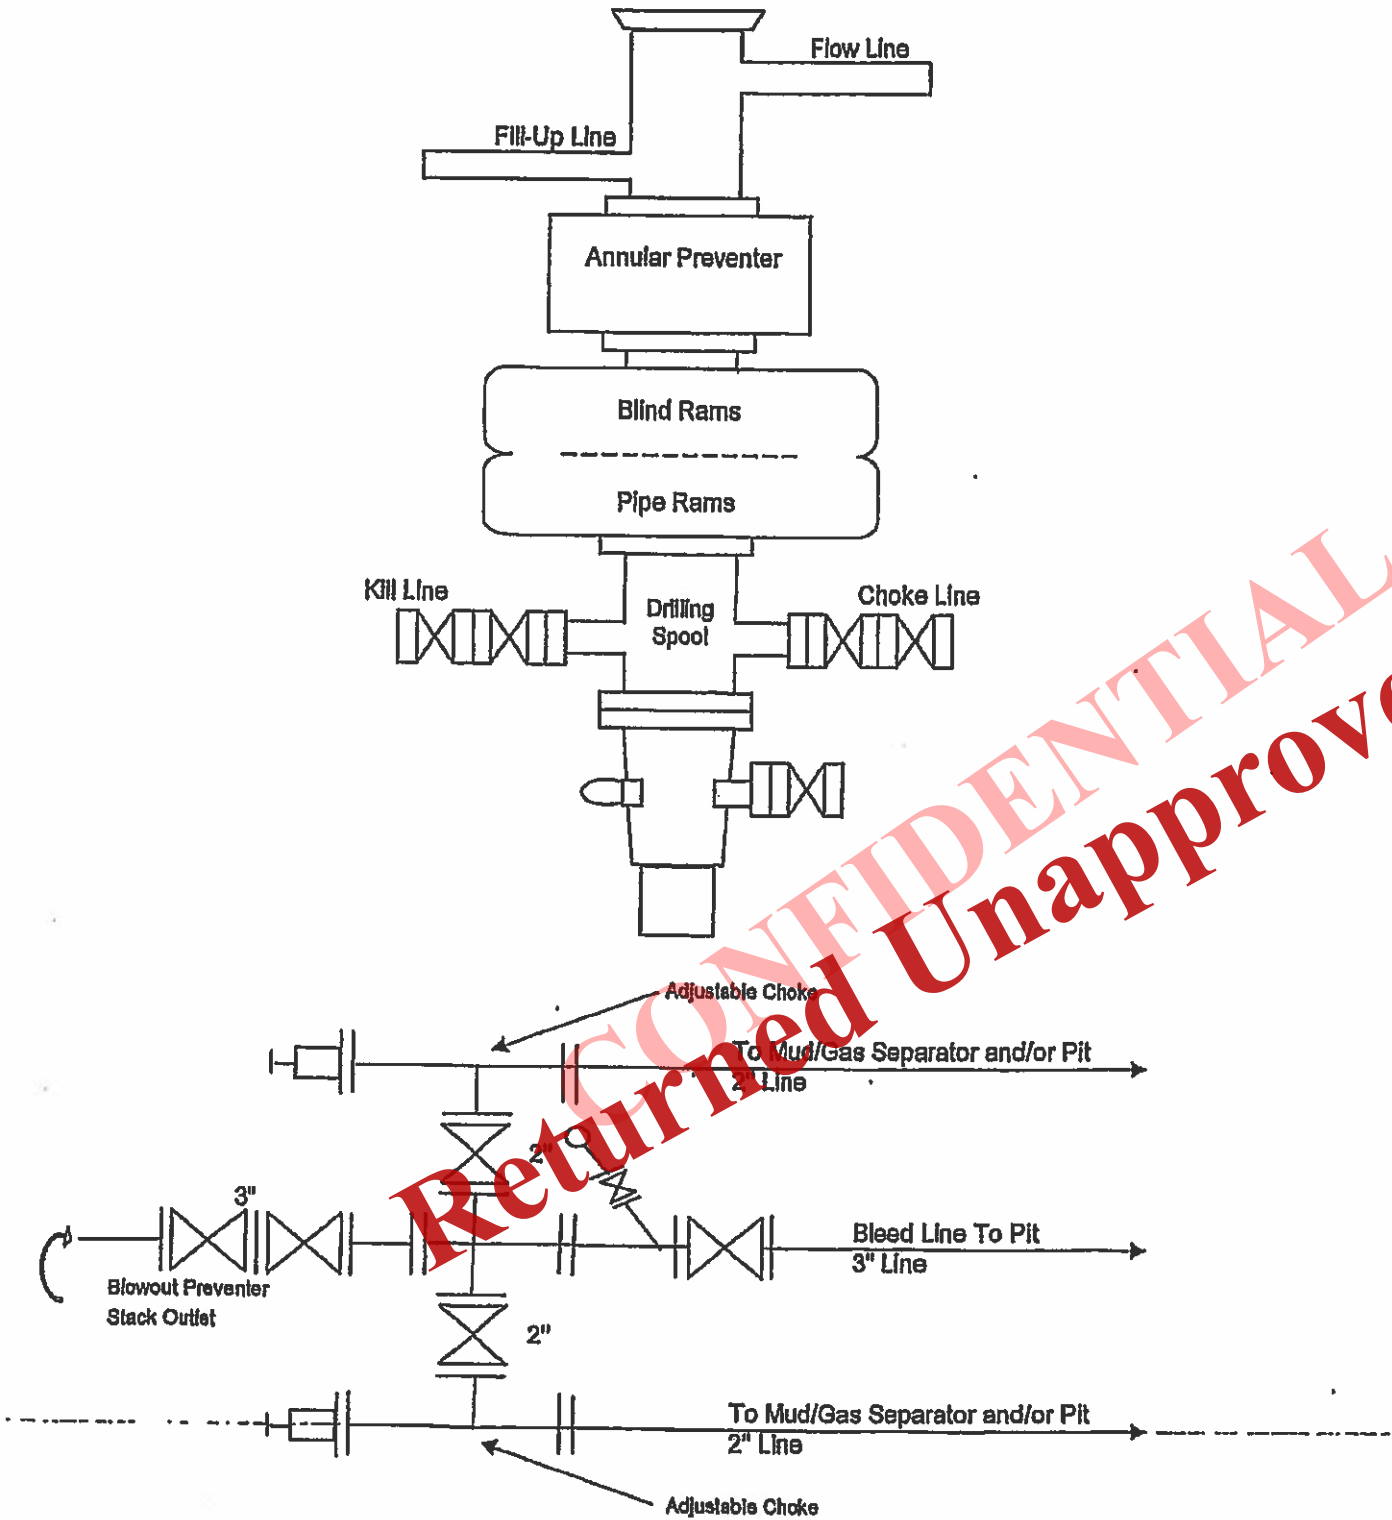 Flow Line
Fill-Up Line
Annular Preventer
Blind Rams
Pipe Rams
Kill Line
Choke Line
Drilling
Spool
CONFIDENTIAL
Returned Unapprove
Adjustable Choke
To Mud/Gas Separator and/or Pit
2" Line
2"
3"
Bleed Line To Pit
3" Line
Blowout Preventer
Stack Outlet
2"
To Mud/Gas Separator and/or Pit
2" Line
Adjustable Choke